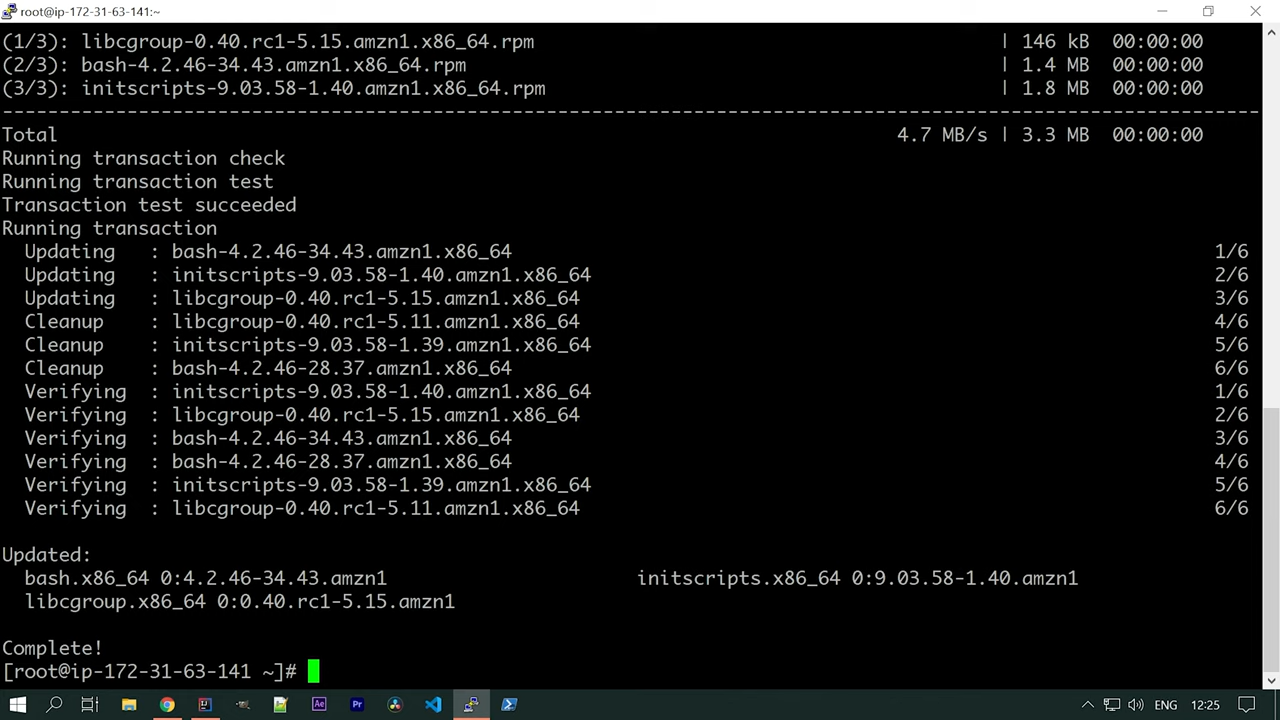 root@ip-172-31-63-141:~
(1/3): libcgroup-0.40.rc1-5.15.amzn1.x86_64.rpm | 146 kB 00:00:00
(2/3): bash-4.2.46-34.43.amzn1.x86_64.rpm | 1.4 MB 00:00:00
(3/3): initscripts-9.03.58-1.40.amzn1.x86_64.rpm | 1.8 MB 00:00:00
--------------------------------------------------------------------------------------------------------------
Total 4.7 MB/s | 3.3 MB 00:00:00
Running transaction check
Running transaction test
Transaction test succeeded
Running transaction
Updating : bash-4.2.46-34.43.amzn1.x86_64 1/6
Updating : initscripts-9.03.58-1.40.amzn1.x86_64 2/6
Updating : libcgroup-0.40.rc1-5.15.amzn1.x86_64 3/6
Cleanup : libcgroup-0.40.rc1-5.11.amzn1.x86_64 4/6
Cleanup : initscripts-9.03.58-1.39.amzn1.x86_64 5/6
Cleanup : bash-4.2.46-28.37.amzn1.x86_64 6/6
Verifying : initscripts-9.03.58-1.40.amzn1.x86_64 1/6
Verifying : libcgroup-0.40.rc1-5.15.amzn1.x86_64 2/6
Verifying : bash-4.2.46-34.43.amzn1.x86_64 3/6
Verifying : bash-4.2.46-28.37.amzn1.x86_64 4/6
Verifying : initscripts-9.03.58-1.39.amzn1.x86_64 5/6
Verifying : libcgroup-0.40.rc1-5.11.amzn1.x86_64 6/6
Updated:
bash.x86_64 0:4.2.46-34.43.amzn1 initscripts.x86_64 0:9.03.58-1.40.amzn1
libcgroup.x86_64 0:0.40.rc1-5.15.amzn1
Complete!
[root@ip-172-31-63-141 ~]#
Ae Pr ENG 12:25